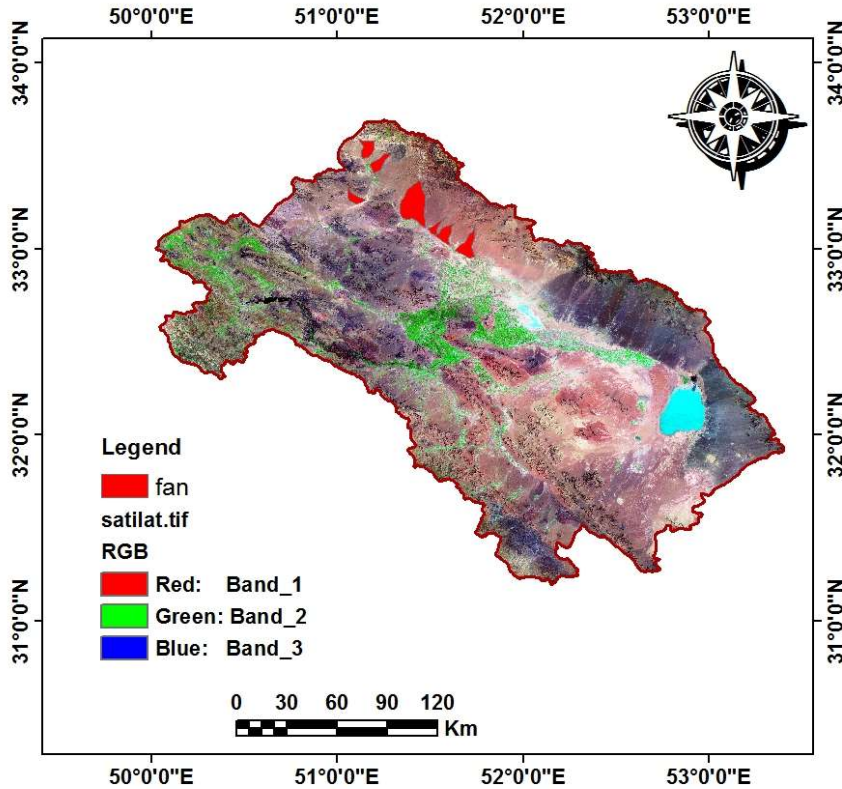 50°0'0"E 51°0'0"E 52°0'0"E 53°0'0"E
34°0'0"N 34°0'0"N
33°0'0"N 33°0'0"N
32°0'0"N 32°0'0"N
31°0'0"N 31°0'0"N
Legend
fan
satilat.tif
RGB
Red: Band_1
Green: Band_2
Blue: Band_3
0 30 60 90 120
Km
50°0'0"E 51°0'0"E 52°0'0"E 53°0'0"E